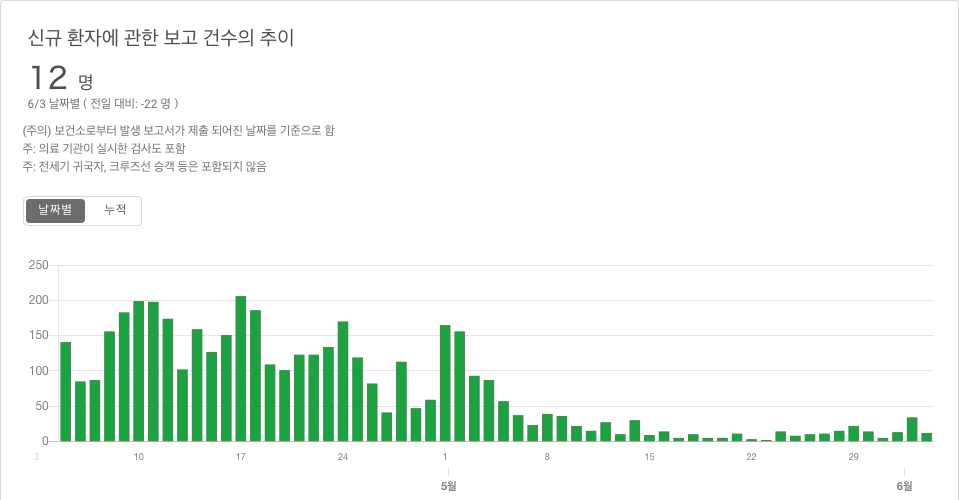 신규 환자에 관한 보고 건수의 추이
12 명
6/3 날짜별 ( 전일 대비: -22 명 )
(주의) 보건소로부터 발생 보고서가 제출 되어진 날짜를 기준으로 함
주: 의료 기관이 실시한 검사도 포함
주: 전세기 귀국자, 크루즈선 승객 등은 포함되지 않음
날짜별 누적
250
200
150
100
50
0
3 10 17 24 1 8 15 22 29
5월 6월